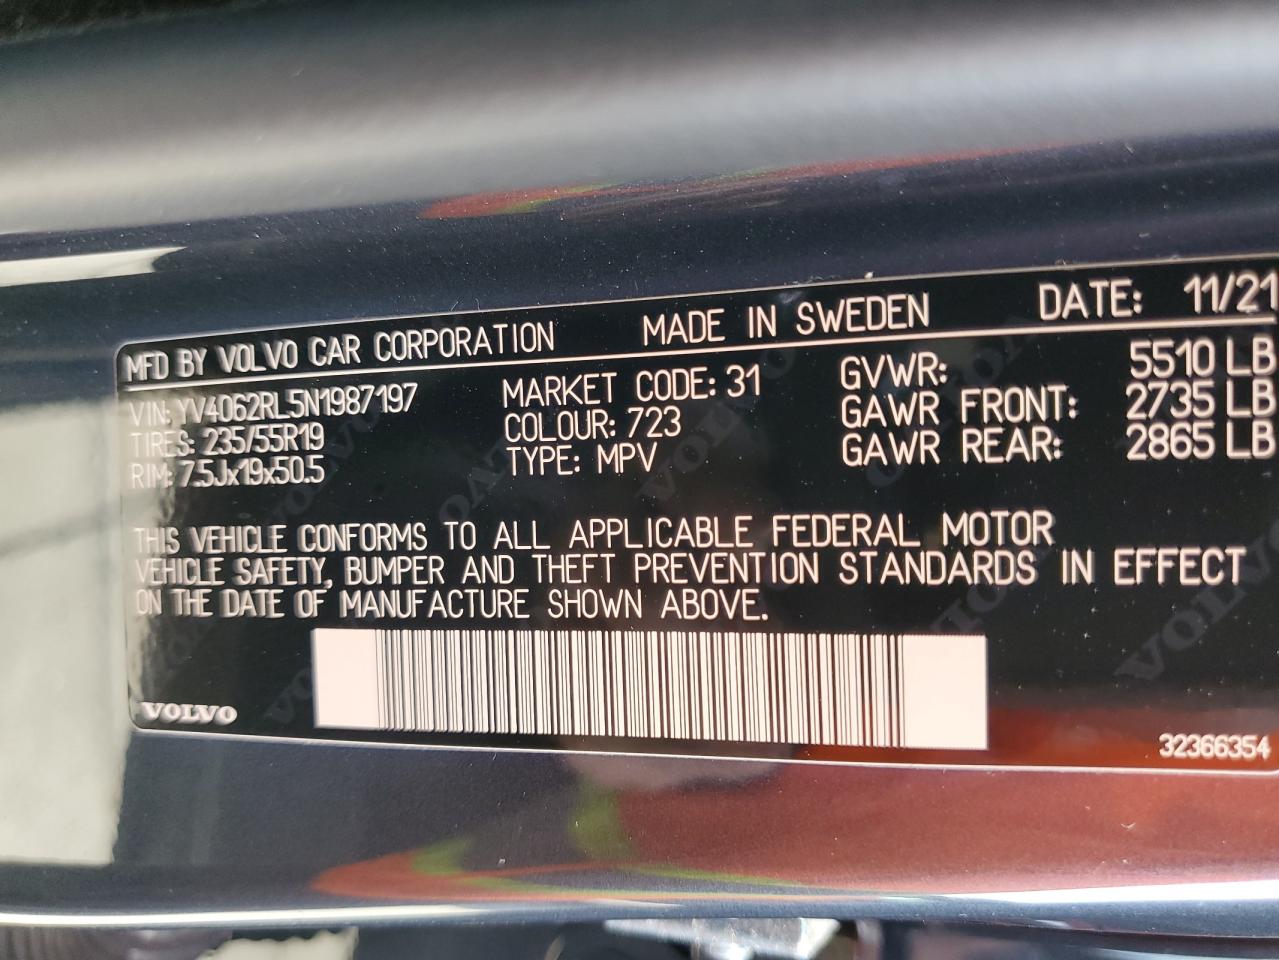 MFD BY VOLVO CAR CORPORATION MADE IN SWEDEN DATE: 11/21
VIN: YV4062RL5N1987197 MARKET CODE: 31 GVWR: 5510 LB
TIRES: 235/55R19 COLOUR: 723 GAWR FRONT: 2735 LB
RIM: 7.5Jx19x50.5 TYPE: MPV GAWR REAR: 2865 LB
THIS VEHICLE CONFORMS TO ALL APPLICABLE FEDERAL MOTOR
VEHICLE SAFETY, BUMPER AND THEFT PREVENTION STANDARDS IN EFFECT
ON THE DATE OF MANUFACTURE SHOWN ABOVE.
VOLVO
32366354